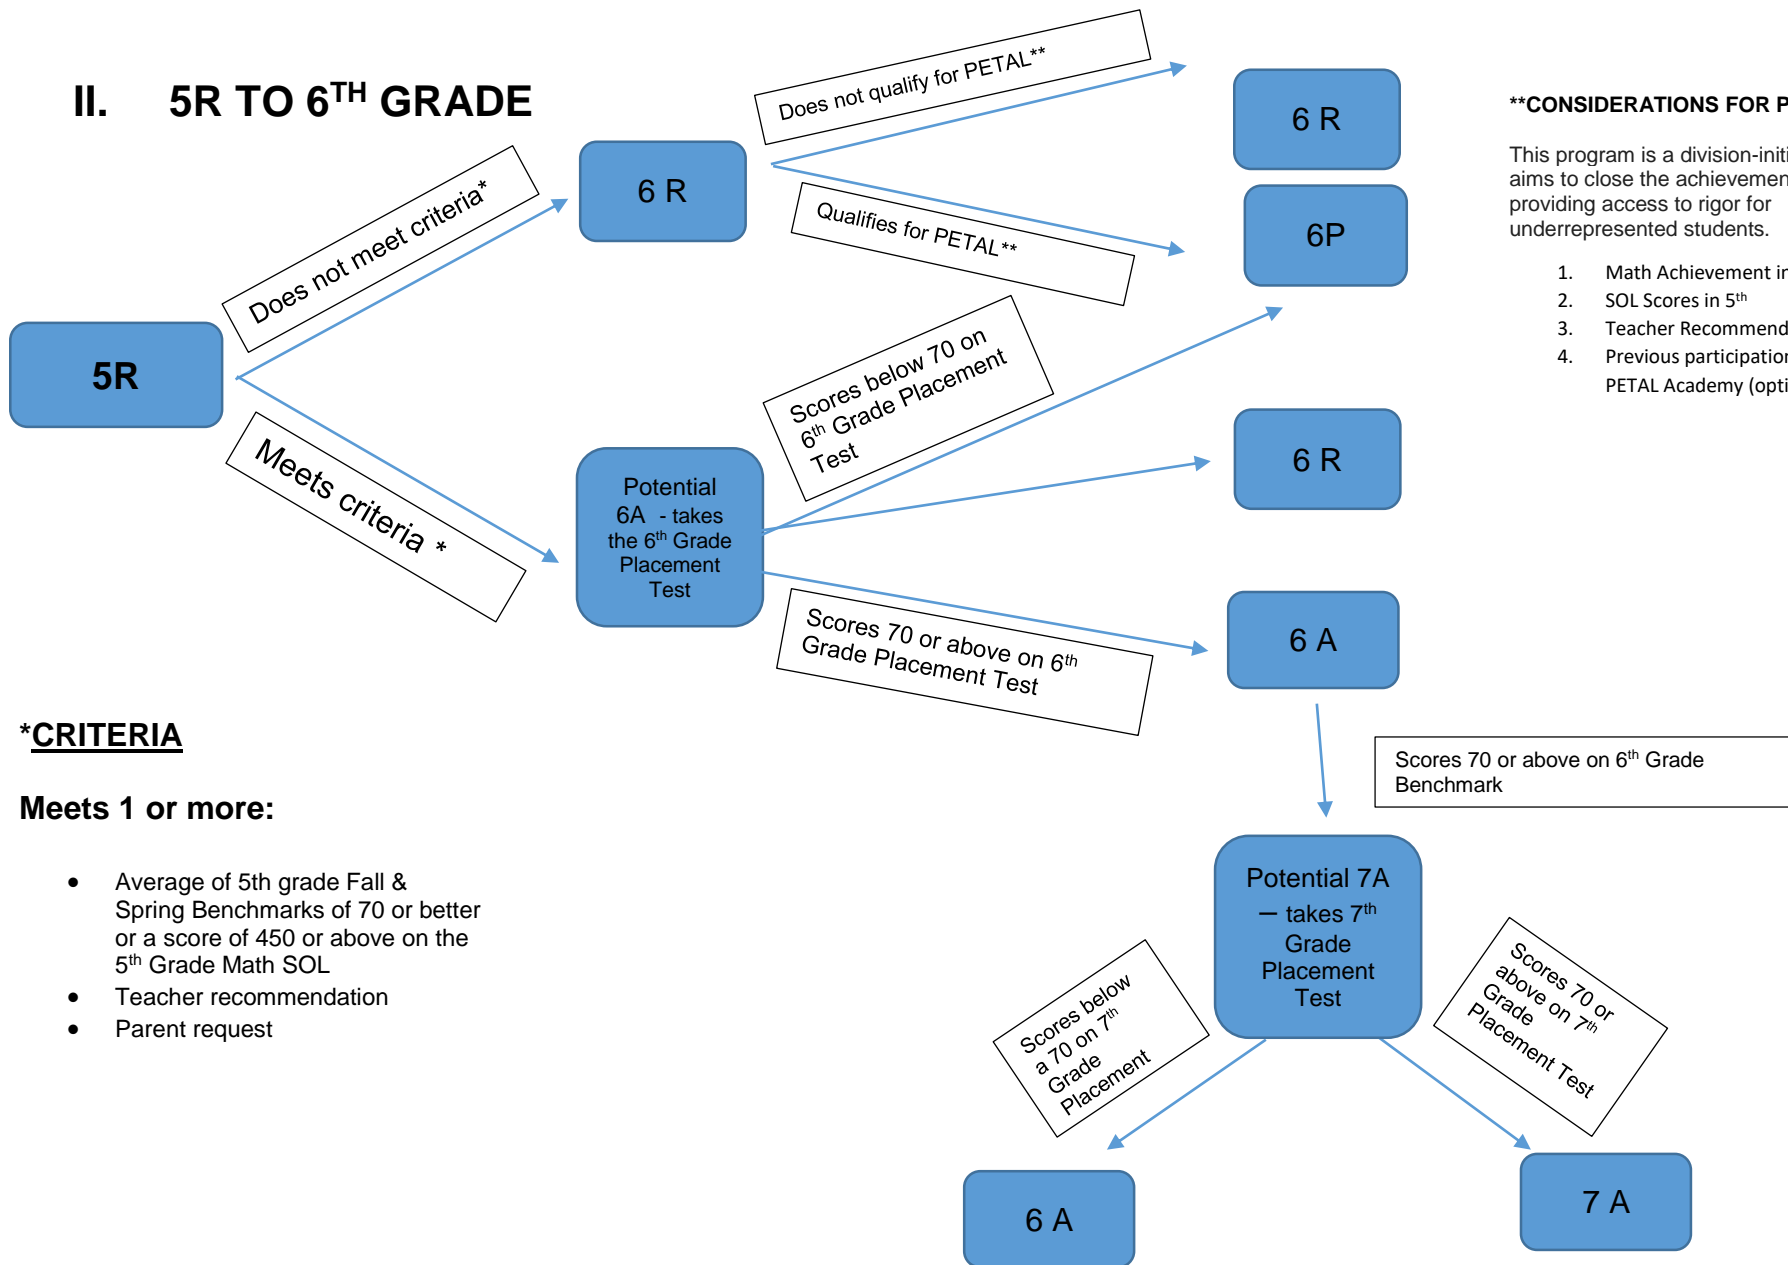 II. 5R TO 6TH GRADE
Does not qualify for PETAL**
6 R
**CONSIDERATIONS FOR
This program is a
aims to close the
providing access to rigor for
underrepresented students.
1. Math Achievement
2. SOL Scores in 5th
3. Teacher
4. Previous
PETAL Academy
Does not meet criteria*
6 R
Qualifies for PETAL**
6P
5R
Scores below 70 on
6th Grade Placement
Test
6 R
Meets criteria *
Potential
6A - takes
the 6th Grade
Placement
Test
Scores 70 or above on 6th
Grade Placement Test
6 A
*CRITERIA
Meets 1 or more:
• Average of 5th grade Fall &
Spring Benchmarks of 70 or better
or a score of 450 or above on the
5th Grade Math SOL
• Teacher recommendation
• Parent request
Scores 70 or above on 6th Grade
Benchmark
Potential 7A
– takes 7th
Grade
Placement
Test
Scores below
a 70 on 7th
Grade
Placement
Scores 70 or
above on 7th
Grade
Placement Test
6 A
7 A